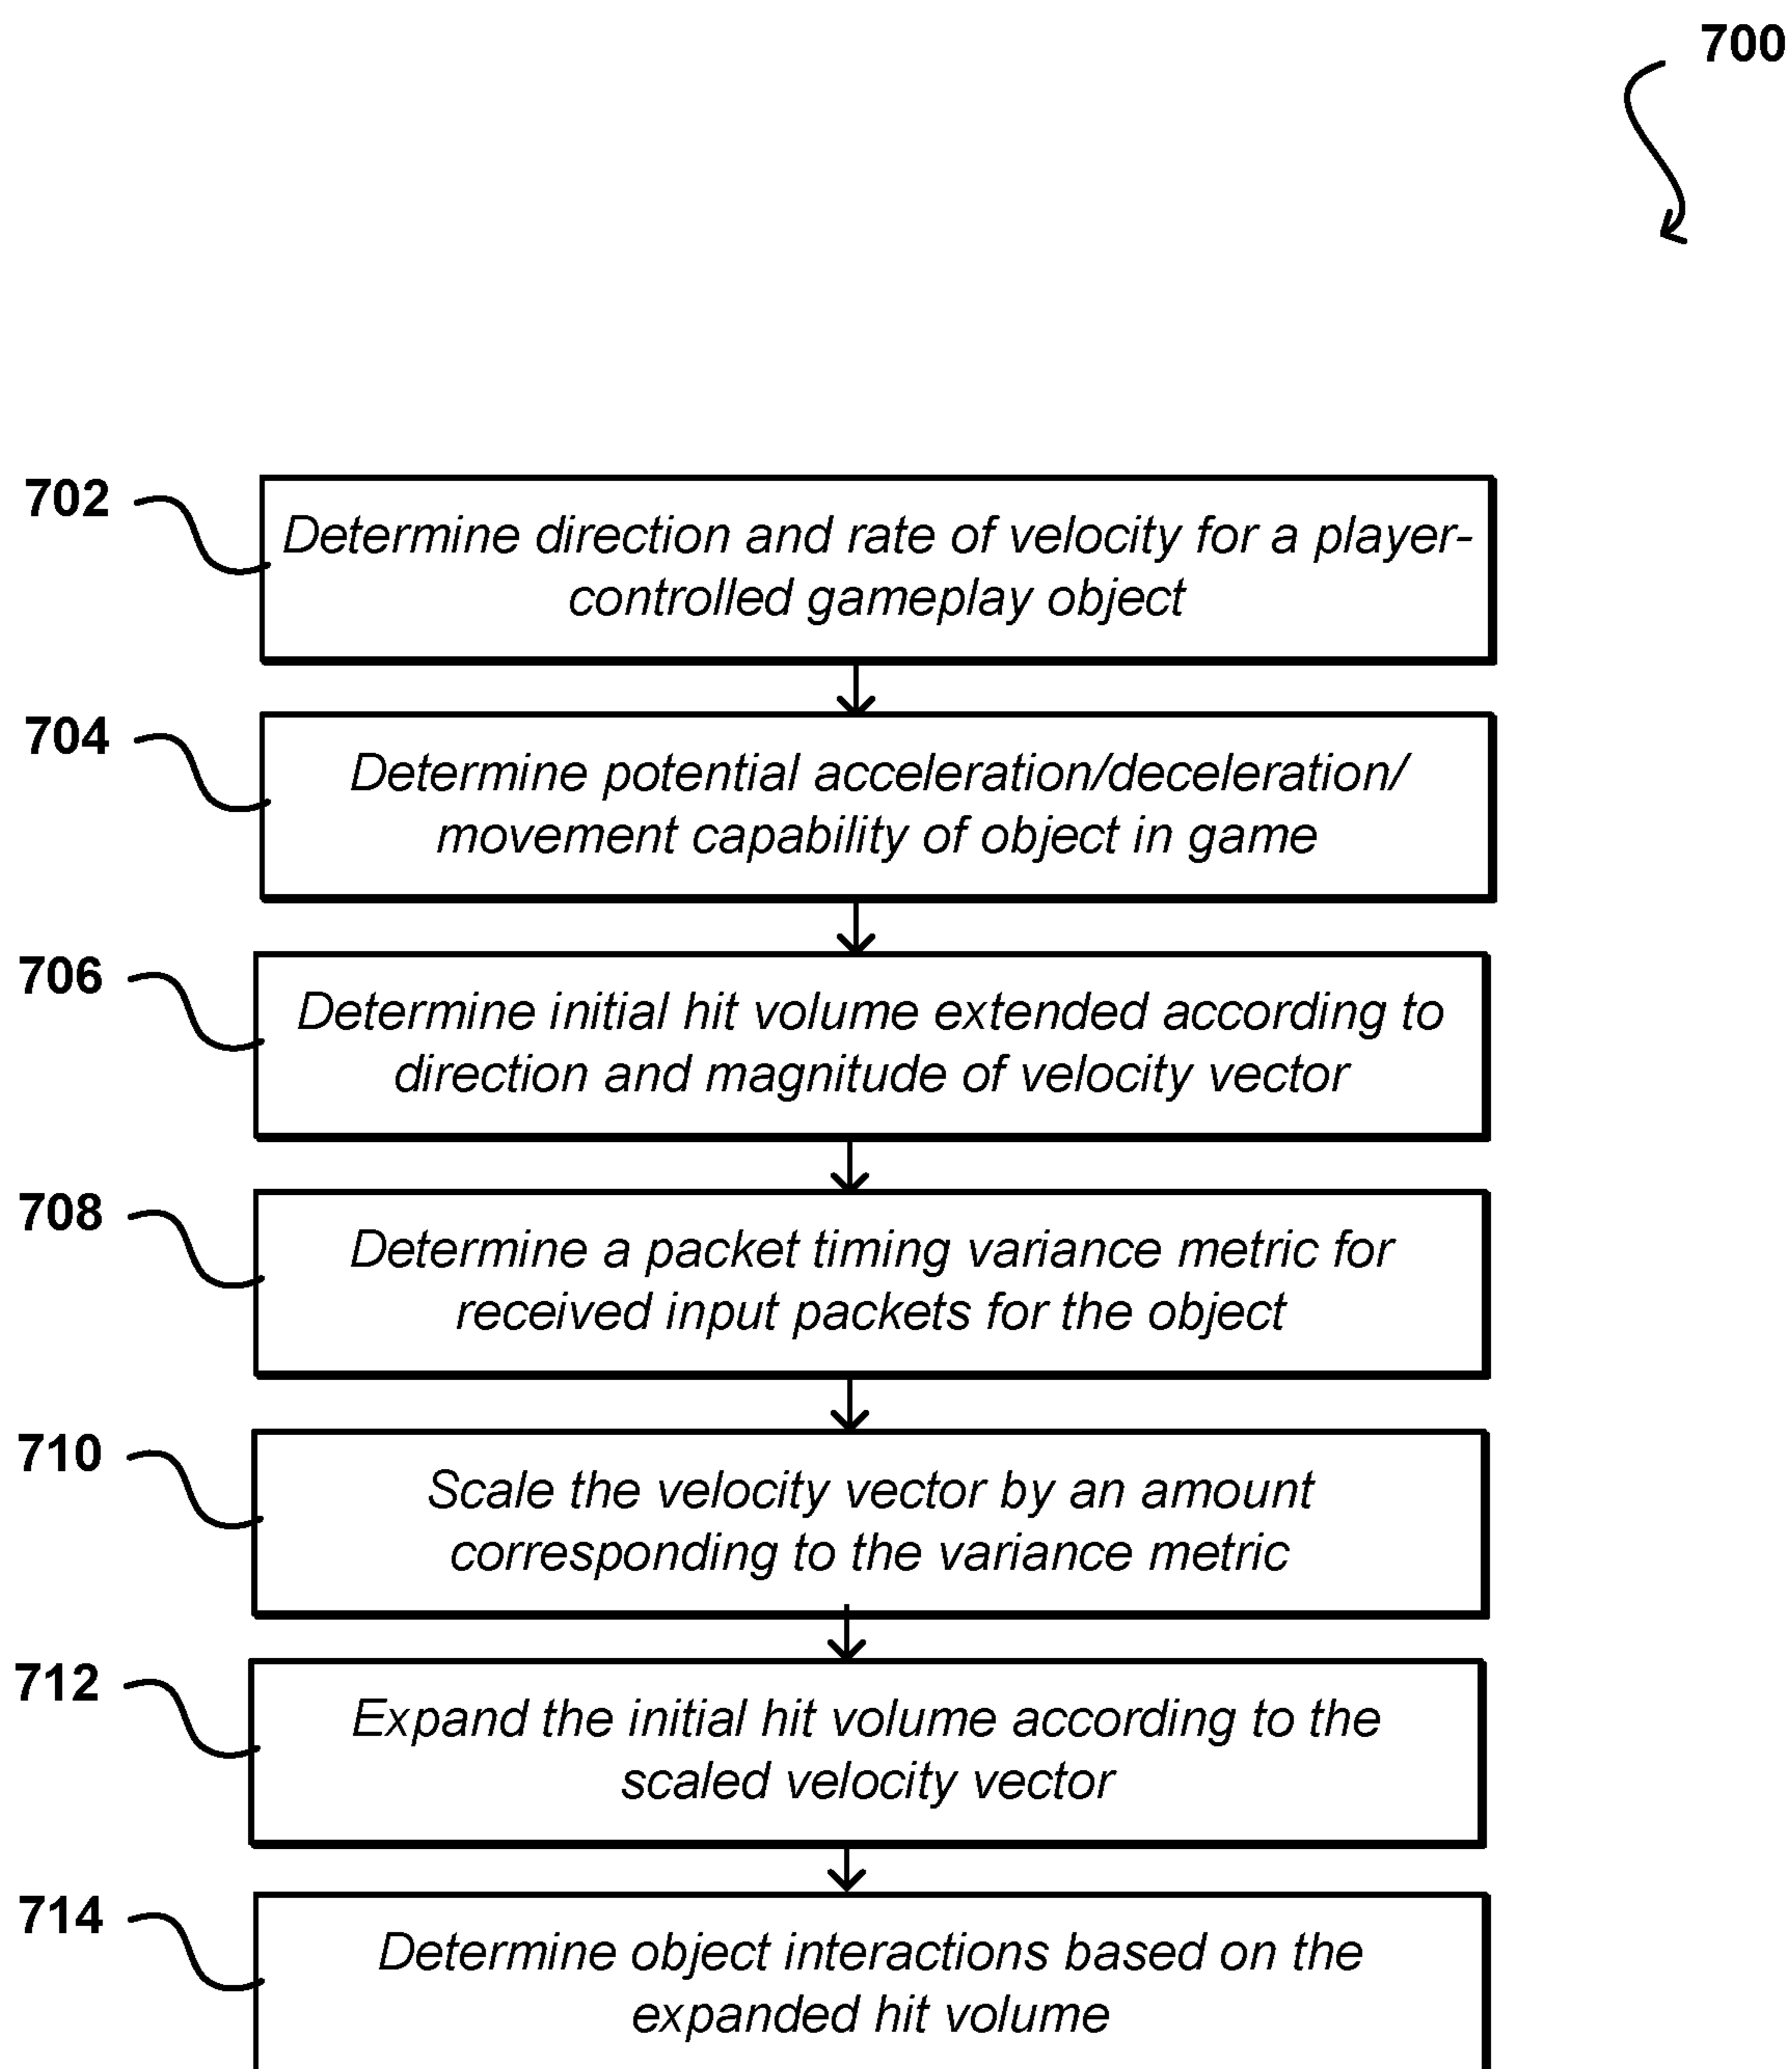 700
702
Determine direction and rate of velocity for a player-
controlled gameplay object
704
Determine potential acceleration/deceleration/
movement capability of object in game
706
Determine initial hit volume extended according to
direction and magnitude of velocity vector
708
Determine a packet timing variance metric for
received input packets for the object
710
Scale the velocity vector by an amount
corresponding to the variance metric
712
Expand the initial hit volume according to the
scaled velocity vector
714
Determine object interactions based on the
expanded hit volume